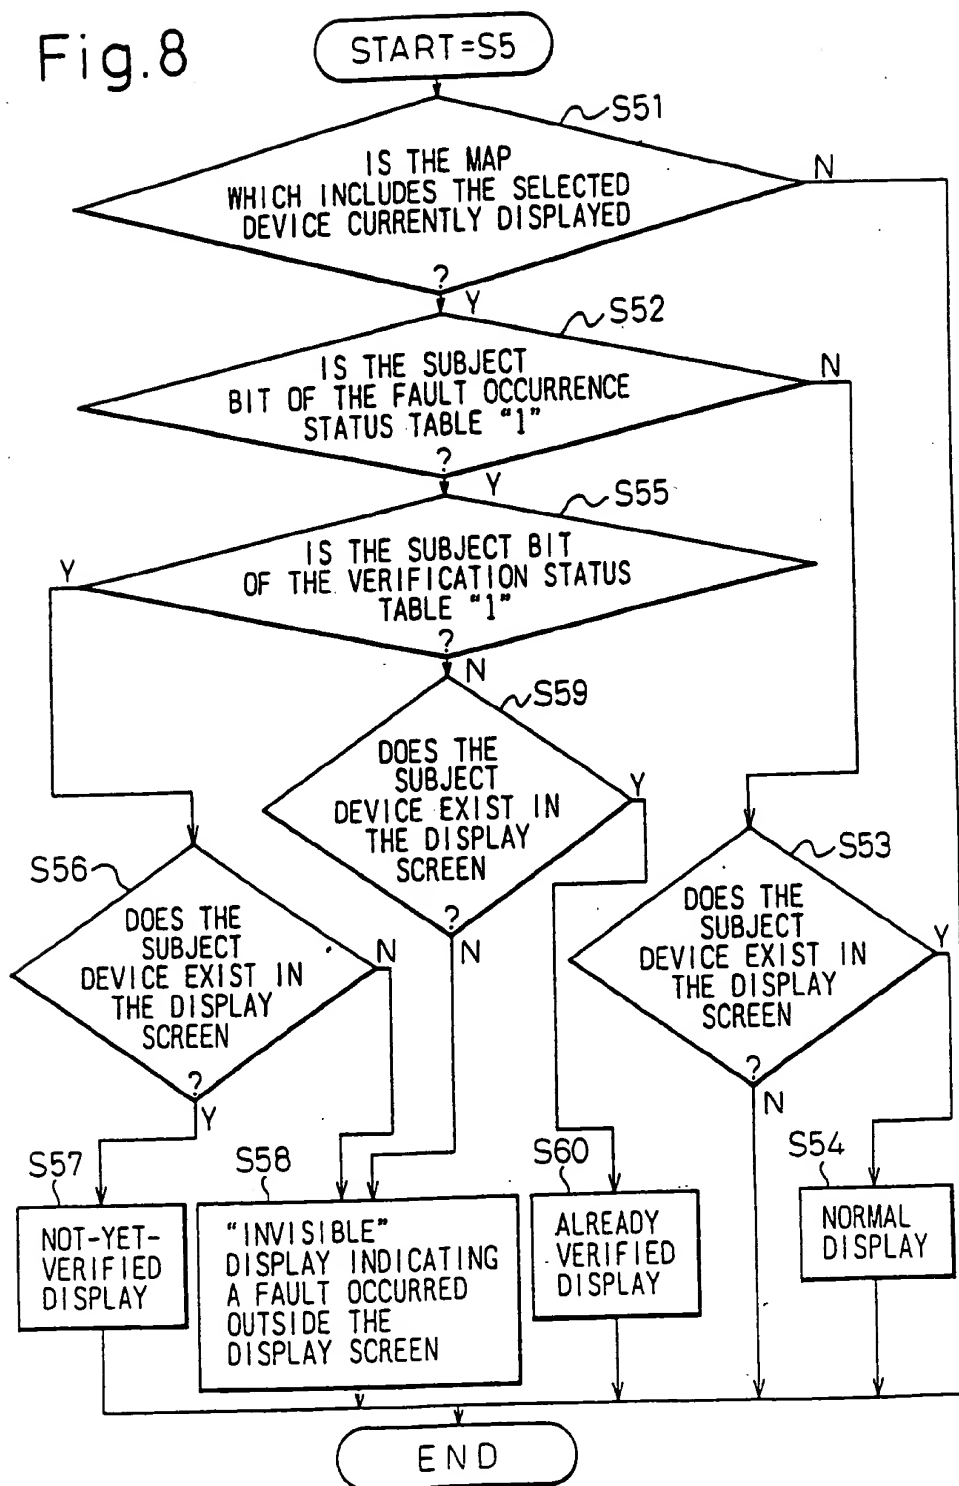 Fig.8
START=S5
S51
IS THE MAP
WHICH INCLUDES THE SELECTED
DEVICE CURRENTLY DISPLAYED
?
N
Y
S52
IS THE SUBJECT
BIT OF THE FAULT OCCURRENCE
STATUS TABLE "1"
?
N
Y
S55
IS THE SUBJECT BIT
OF THE VERIFICATION STATUS
TABLE "1"
?
Y
N
S59
DOES THE
SUBJECT
DEVICE EXIST IN
THE DISPLAY
SCREEN
?
Y
N
S56
DOES THE
SUBJECT
DEVICE EXIST IN
THE DISPLAY
SCREEN
?
N
Y
S53
DOES THE
SUBJECT
DEVICE EXIST IN
THE DISPLAY
SCREEN
?
Y
N
S57
NOT-YET-
VERIFIED
DISPLAY
S58
"INVISIBLE"
DISPLAY INDICATING
A FAULT OCCURRED
OUTSIDE THE
DISPLAY SCREEN
S60
ALREADY
VERIFIED
DISPLAY
S54
NORMAL
DISPLAY
END